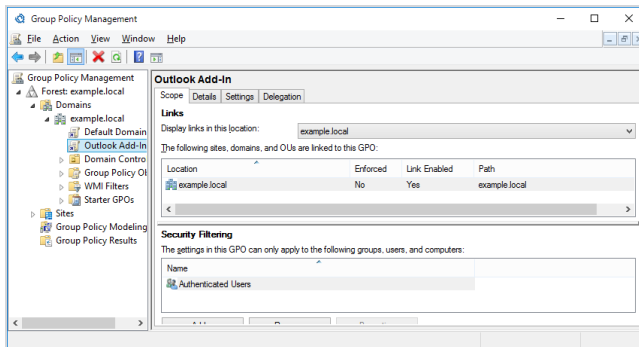 Group Policy Management
File Action View Window Help
Group Policy Management
Forest: example.local
Domains
example.local
Default Domain
Outlook Add-In
Domain Contro
Group Policy Ob
WMI Filters
Starter GPOs
Sites
Group Policy Modeling
Group Policy Results
Outlook Add-In
Scope Details Settings Delegation
Links
Display links in this location: example.local
The following sites, domains, and OUs are linked to this GPO:
Location Enforced Link Enabled Path
example.local No Yes example.local
Security Filtering
The settings in this GPO can only apply to the following groups, users, and computers:
Name
Authenticated Users